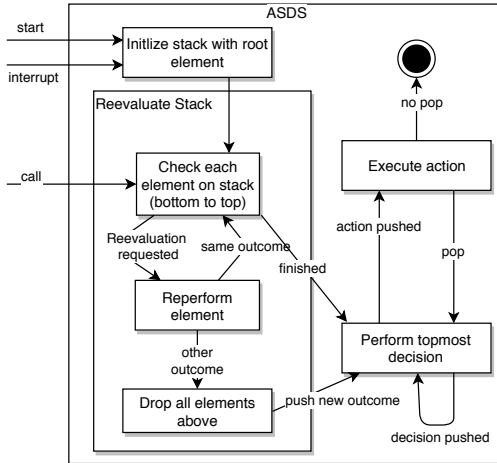 ASDS
start
interrupt
Initlize stack with root
element
Reevaluate Stack
no pop
call
Check each
element on stack
(bottom to top)
Execute action
Reevaluation
requested
same outcome
finished
action pushed
pop
Reperform
element
other
outcome
Perform topmost
decision
Drop all elements
above
push new outcome
decision pushed